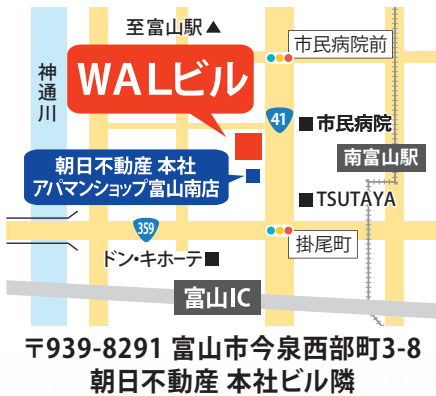 至富山駅▲
市民病院前
神通川
WALビル
41
■市民病院
南富山駅
朝日不動産 本社
アパマンショップ富山南店
■TSUTAYA
359
掛尾町
ドン・キホーテ■
富山IC
〒939-8291 富山市今泉西部町3-8
朝日不動産 本社ビル隣